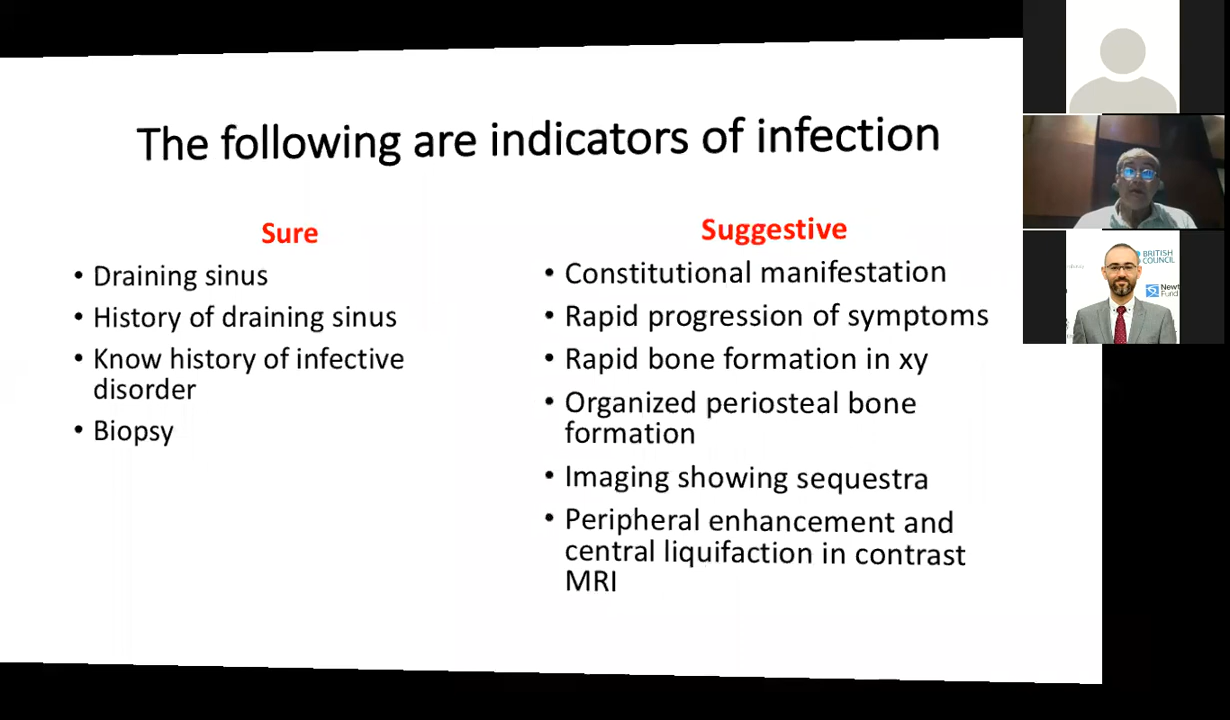 The following are indicators of infection
Sure
• Draining sinus
• History of draining sinus
• Know history of infective
disorder
• Biopsy
Suggestive
• Constitutional manifestation
• Rapid progression of symptoms
• Rapid bone formation in xy
• Organized periosteal bone
formation
• Imaging showing sequestra
• Peripheral enhancement and
central liquifaction in contrast
MRI
BRITISH
COUNCIL
Newt
Fund